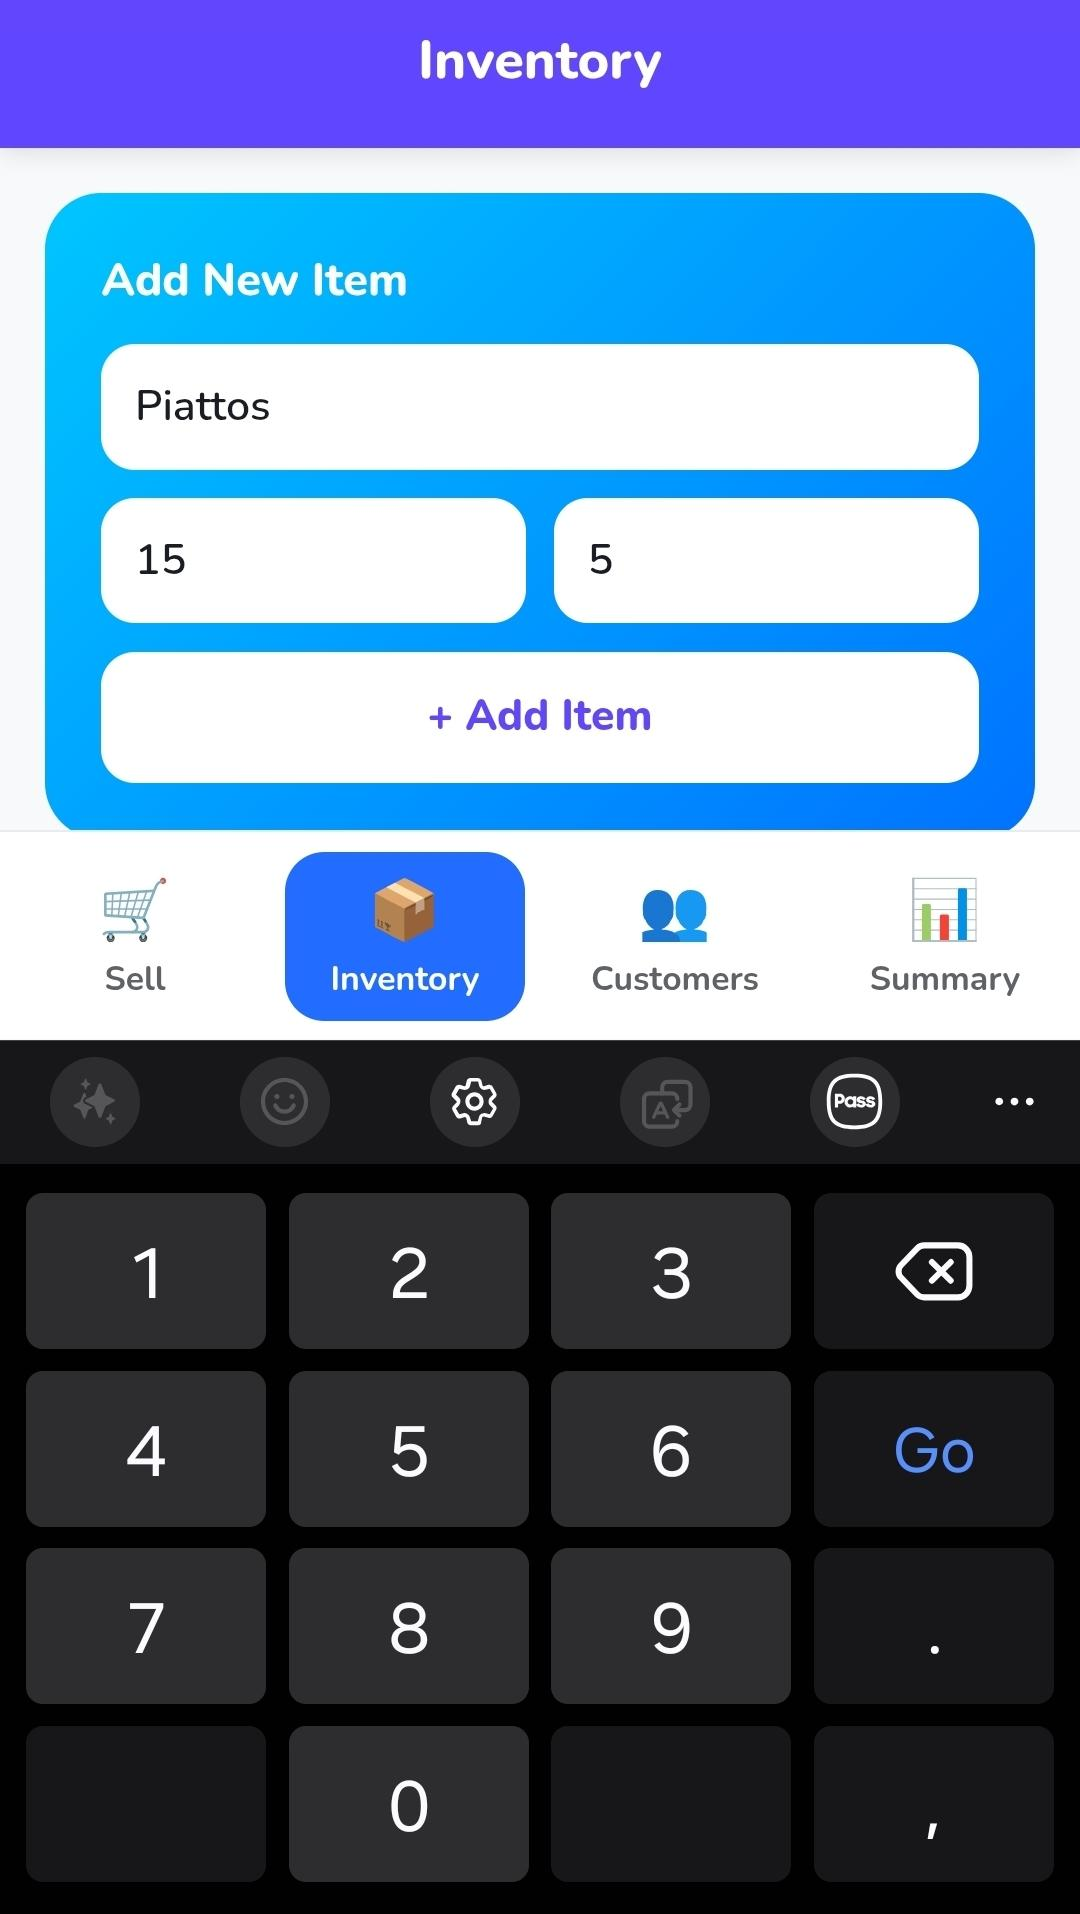 Inventory
Add New Item
Piattos
15 5
+ Add Item
Sell Inventory Customers Summary
A Pass ...
1 2 3
4 5 6 Go
7 8 9 .
0 ,